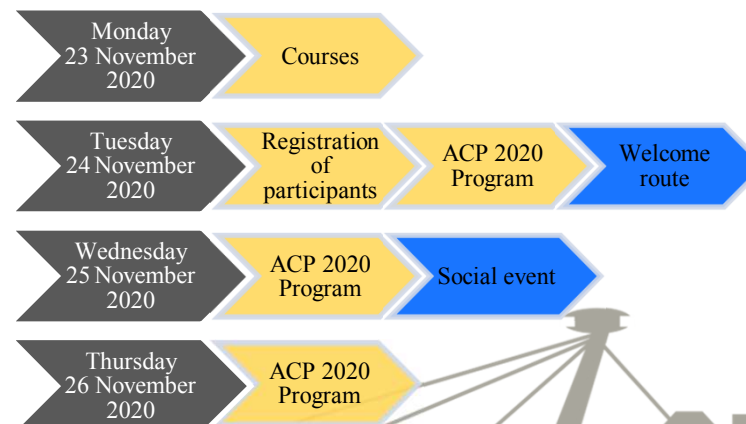 Monday
23 November
2020
Courses
Tuesday
24 November
2020
Registration
of
participants
ACP 2020
Program
Welcome
route
Wednesday
25 November
2020
ACP 2020
Program
Social event
Thursday
26 November
2020
ACP 2020
Program